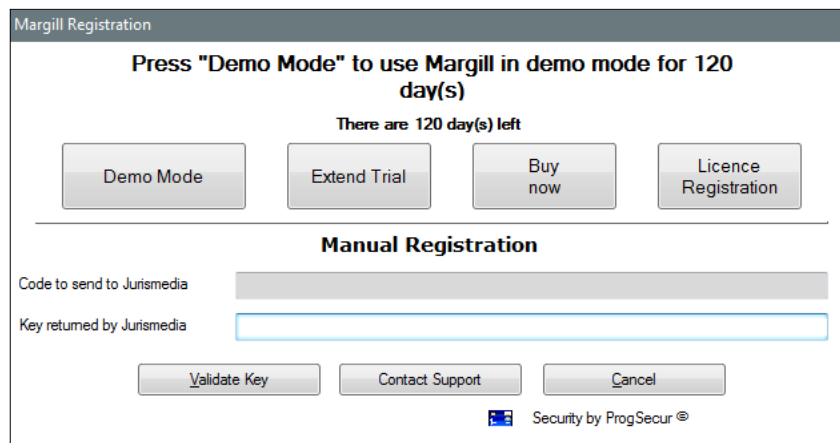 Margill Registration
Press "Demo Mode" to use Margill in demo mode for 120
day(s)
There are 120 day(s) left
Demo Mode
Extend Trial
Buy
now
Licence
Registration
Manual Registration
Code to send to Jurismedia
Key returned by Jurismedia
Validate Key
Contact Support
Cancel
Security by ProgSecur ®